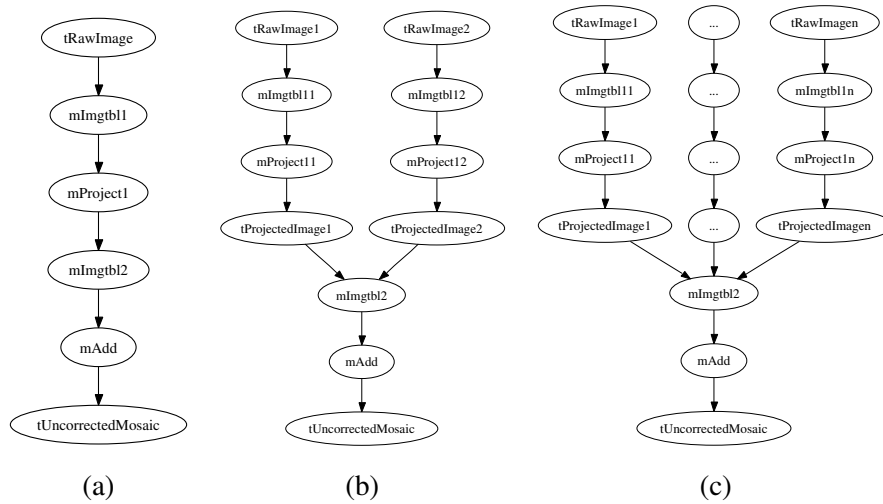 tRawImage
mImgtbl1
mProject1
mImgtbl2
mAdd
tUncorrectedMosaic
(a)
tRawImage1 tRawImage2
mImgtbl11 mImgtbl12
mProject11 mProject12
tProjectedImage1 tProjectedImage2
mImgtbl2
mAdd
tUncorrectedMosaic
(b)
tRawImage1 ... tRawImagen
mImgtbl11 ... mImgtbl1n
mProject11 ... mProject1n
tProjectedImage1 ... tProjectedImagen
mImgtbl2
mAdd
tUncorrectedMosaic
(c)